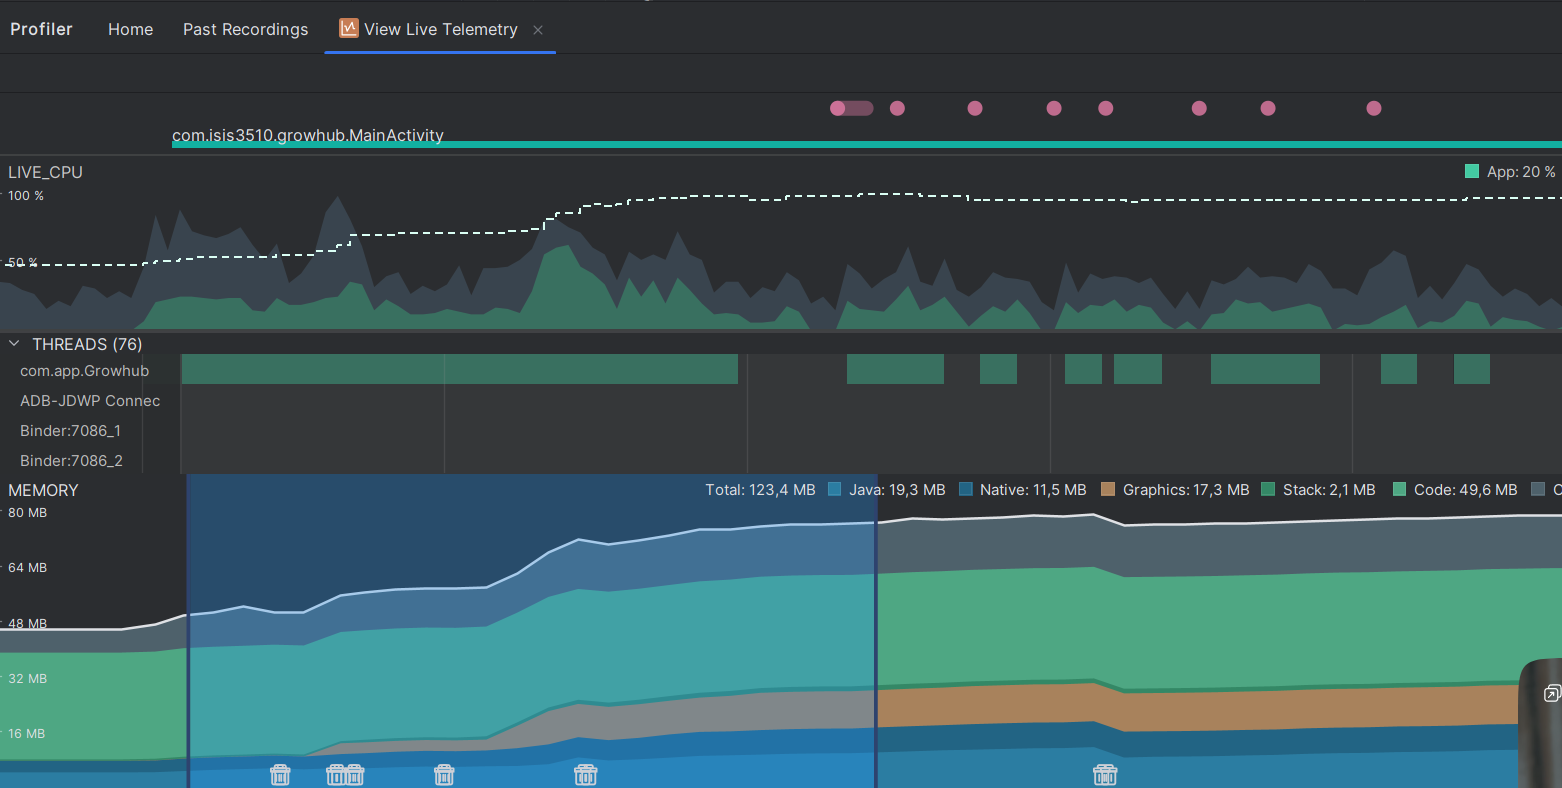 Profiler Home Past Recordings View Live Telemetry
com.isis3510.growhub.MainActivity
LIVE_CPU App: 20 %
100 %
50 %
THREADS (76)
com.app.Growhub
ADB-JDWP Connec
Binder:7086_1
Binder:7086_2
MEMORY Total: 123,4 MB Java: 19,3 MB Native: 11,5 MB Graphics: 17,3 MB Stack: 2,1 MB Code: 49,6 MB
80 MB
64 MB
48 MB
32 MB
16 MB